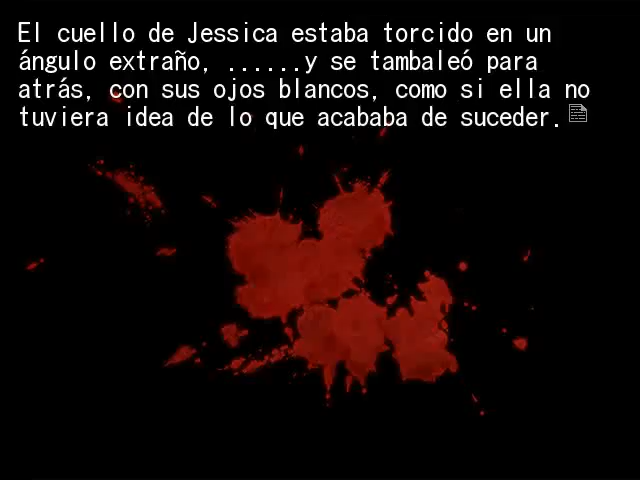 El cuello de Jessica estaba torcido en un
ángulo extraño, ......y se tambaleó para
atrás, con sus ojos blancos, como si ella no
tuviera idea de lo que acababa de suceder.